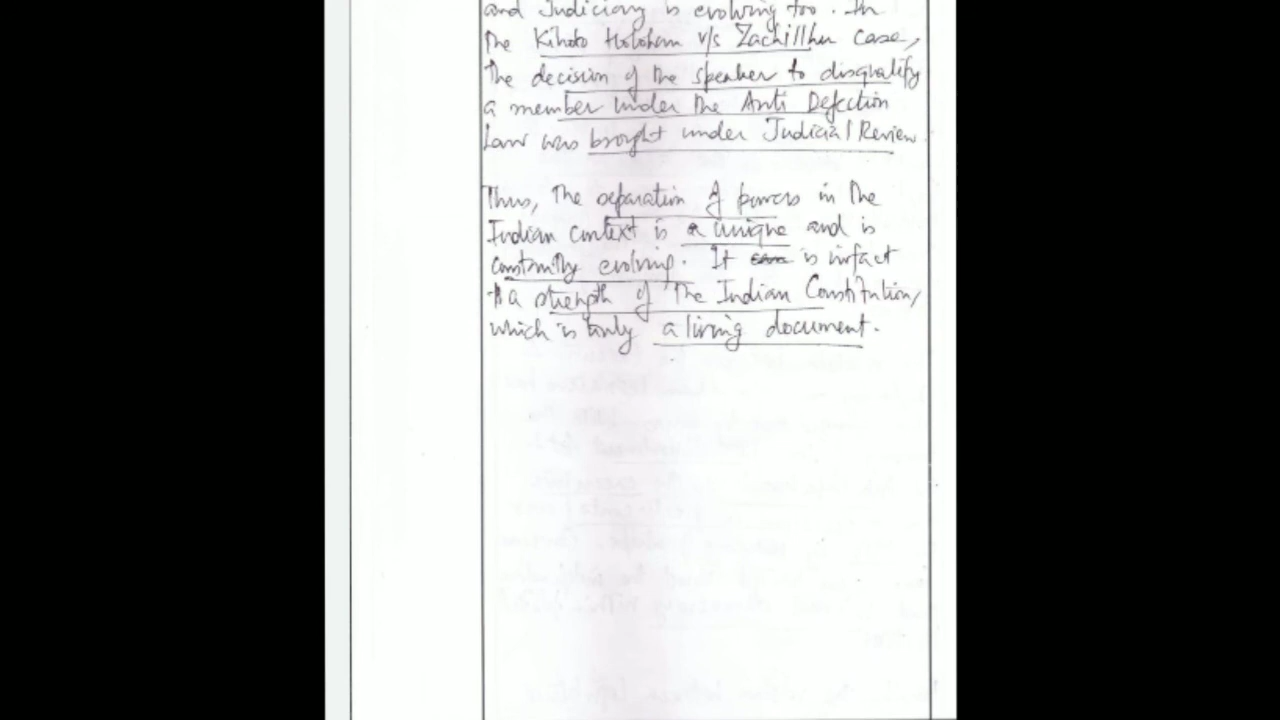 and Judiciary is evolving too. In
the Kihoto Holohan v/s Zachillhu case,
the decision of the speaker to disqualify
a member under the Anti Defection
Law was brought under Judicial Review.
Thus, the separation of powers in the
Indian context is a unique and is
constantly evolving. It is infact
a strength of the Indian Constitution,
which is truly a living document.